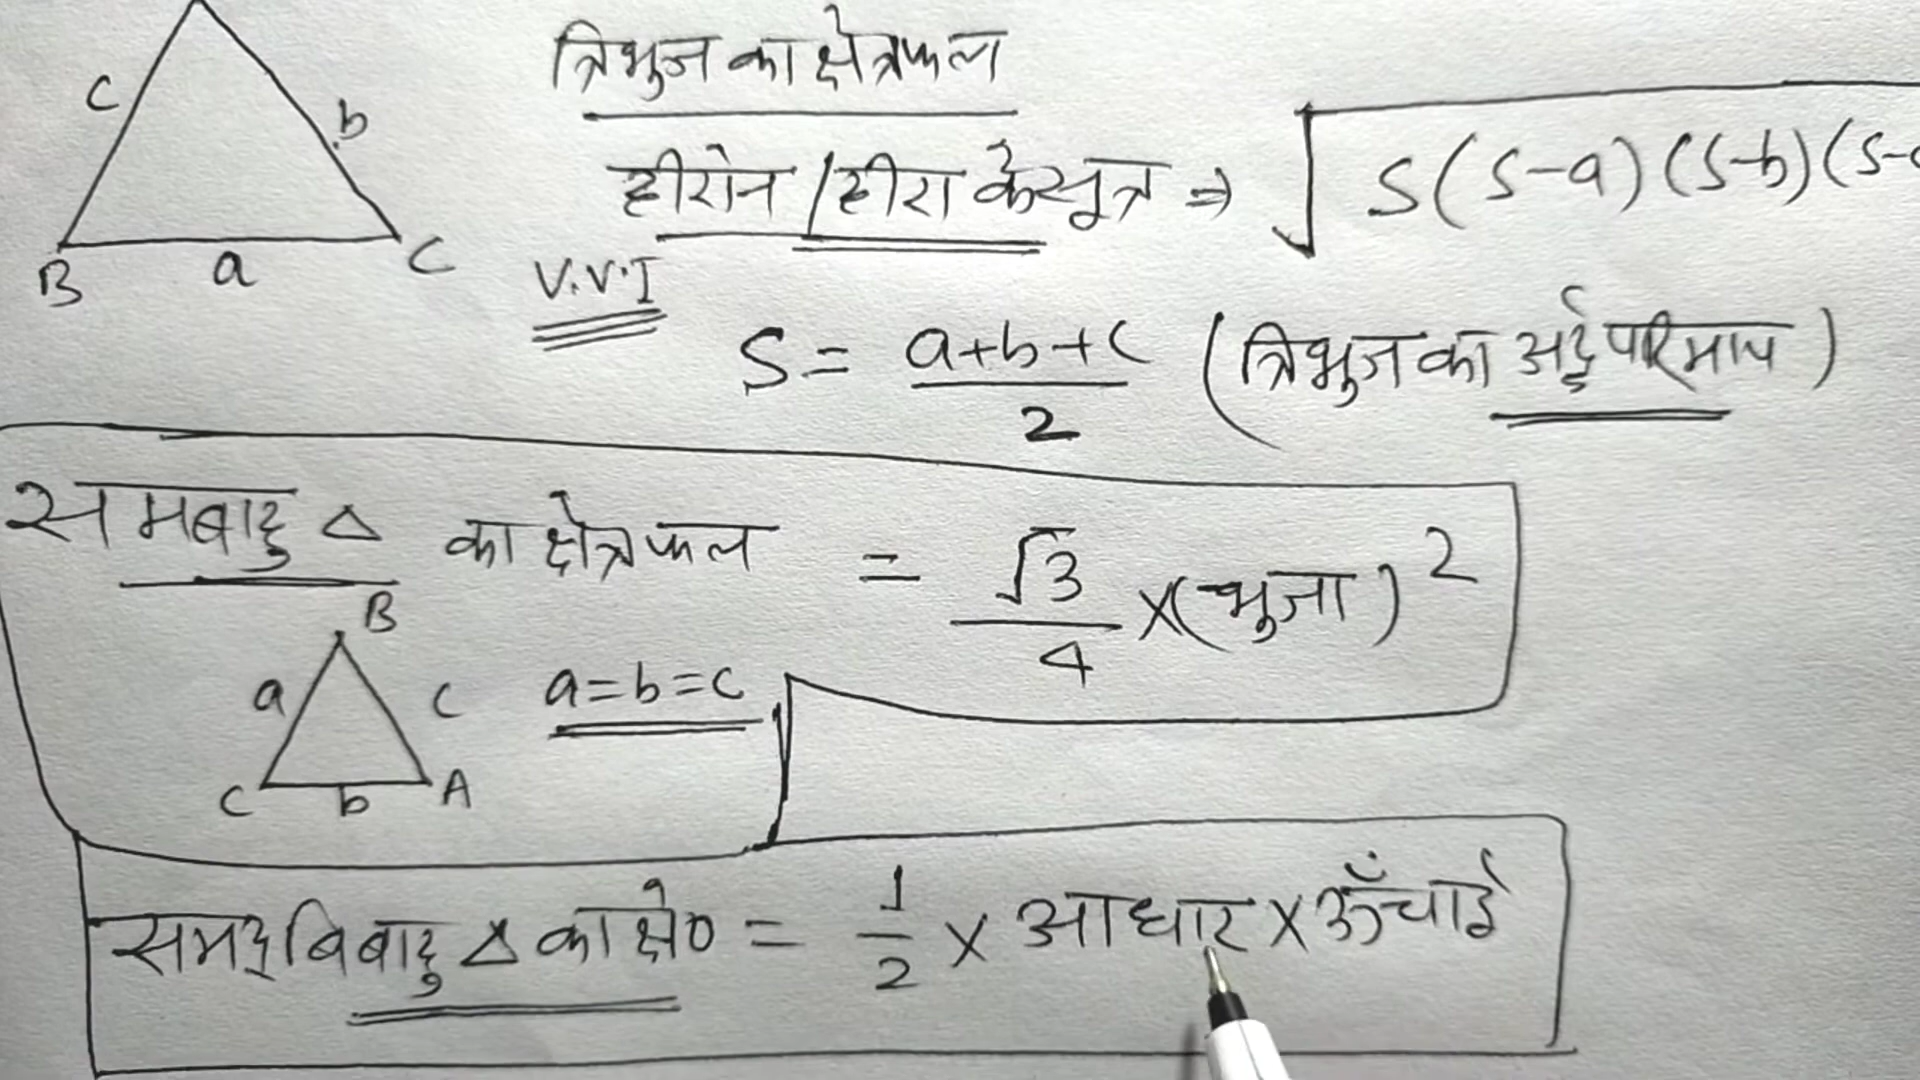 त्रिभुज का क्षेत्रफल
c
b
हीरोन / हीरा के सूत्र ⇒ √S(S-a)(S-b)(S-
B
a
C
V.V.I
S = a+b+c/2 (त्रिभुज का अर्द्ध परिमाप)
समबाहु △ का क्षेत्रफल = √3/4 ×(भुजा)²
B
a
c
a=b=c
C
b
A
समद्विबाहु △ का क्षे० = 1/2 × आधार × ऊँचाई